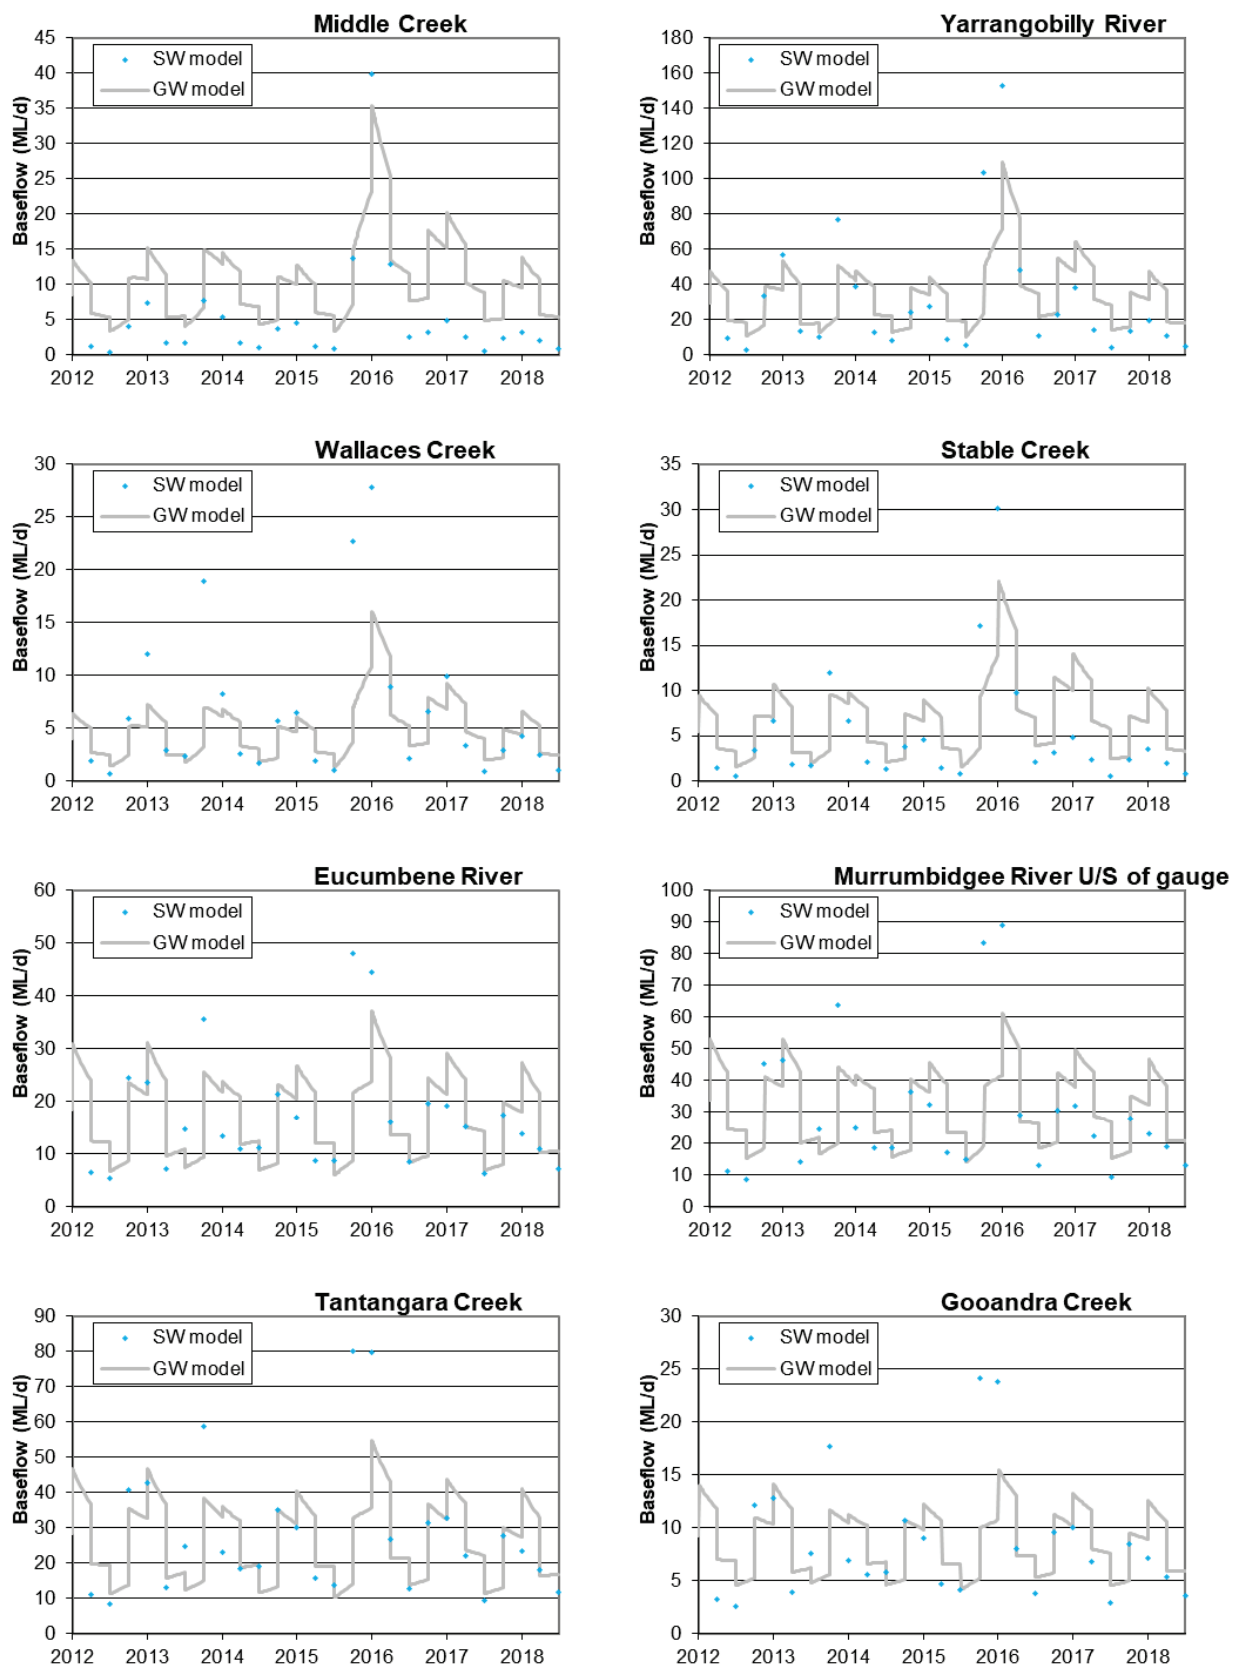 Middle Creek
45
40
35
30
25
20
15
10
5
0
Baseflow (ML/d)
SW model
GW model
2012 2013 2014 2015 2016 2017 2018
Yarrangobilly River
180
160
140
120
100
80
60
40
20
0
Baseflow (ML/d)
SW model
GW model
2012 2013 2014 2015 2016 2017 2018
Wallaces Creek
30
25
20
15
10
5
0
Baseflow (ML/d)
SW model
GW model
2012 2013 2014 2015 2016 2017 2018
Stable Creek
35
30
25
20
15
10
5
0
Baseflow (ML/d)
SW model
GW model
2012 2013 2014 2015 2016 2017 2018
Eucumbene River
60
50
40
30
20
10
0
Baseflow (ML/d)
SW model
GW model
2012 2013 2014 2015 2016 2017 2018
Murrumbidgee River U/S of gauge
100
90
80
70
60
50
40
30
20
10
0
Baseflow (ML/d)
SW model
GW model
2012 2013 2014 2015 2016 2017 2018
Tantangara Creek
90
80
70
60
50
40
30
20
10
0
Baseflow (ML/d)
SW model
GW model
2012 2013 2014 2015 2016 2017 2018
Gooandra Creek
30
25
20
15
10
5
0
Baseflow (ML/d)
SW model
GW model
2012 2013 2014 2015 2016 2017 2018